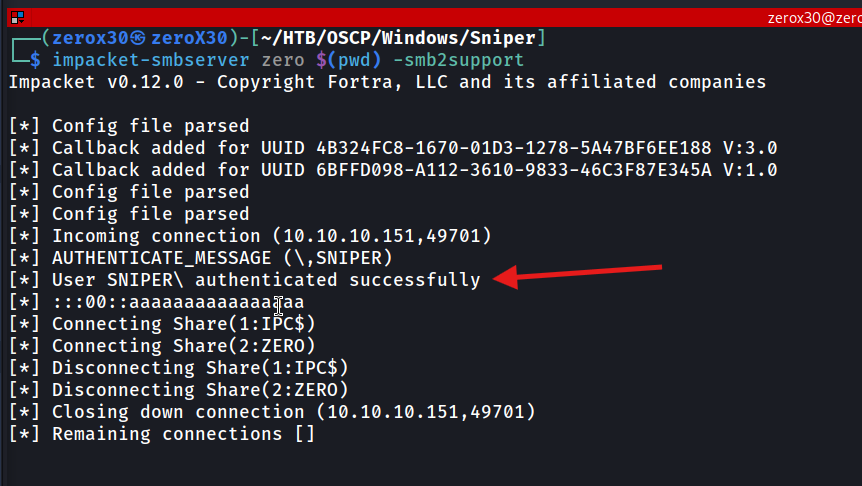 zerox30@zero
┌──(zerox30㉿zeroX30)-[~/HTB/OSCP/Windows/Sniper]
└─$ impacket-smbserver zero $(pwd) -smb2support
Impacket v0.12.0 - Copyright Fortra, LLC and its affiliated companies
[*] Config file parsed
[*] Callback added for UUID 4B324FC8-1670-01D3-1278-5A47BF6EE188 V:3.0
[*] Callback added for UUID 6BFFD098-A112-3610-9833-46C3F87E345A V:1.0
[*] Config file parsed
[*] Config file parsed
[*] Incoming connection (10.10.10.151,49701)
[*] AUTHENTICATE_MESSAGE (\,SNIPER)
[*] User SNIPER\ authenticated successfully
[*] :::00::aaaaaaaaaaaaaaaa
[*] Connecting Share(1:IPC$)
[*] Connecting Share(2:ZERO)
[*] Disconnecting Share(1:IPC$)
[*] Disconnecting Share(2:ZERO)
[*] Closing down connection (10.10.10.151,49701)
[*] Remaining connections []